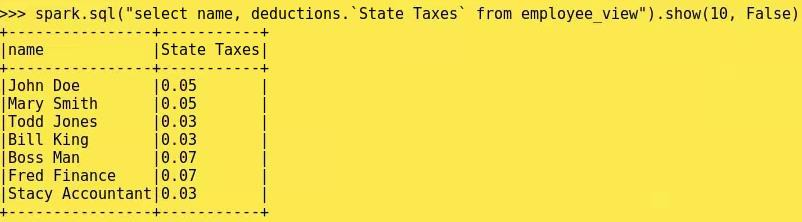 >>> spark.sql("select name, deductions.`State Taxes` from employee_view").show(10, False)
+----------------+-----------+
|name            |State Taxes|
+----------------+-----------+
|John Doe        |0.05       |
|Mary Smith      |0.05       |
|Todd Jones      |0.03       |
|Bill King       |0.03       |
|Boss Man        |0.07       |
|Fred Finance    |0.07       |
|Stacy Accountant|0.03       |
+----------------+-----------+